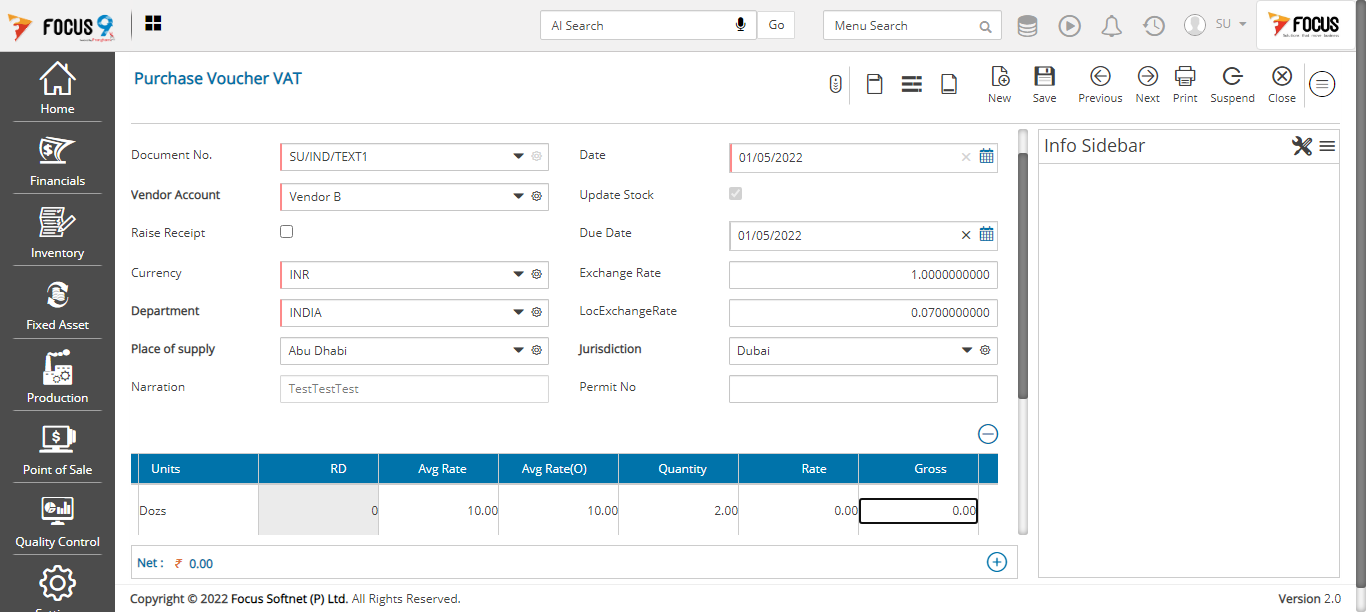 FOCUS 9
AI Search
Go
Menu Search
SU
FOCUS
Home
Financials
Inventory
Fixed Asset
Production
Point of Sale
Quality Control
Purchase Voucher VAT
New
Save
Previous
Next
Print
Suspend
Close
Document No.
SU/IND/TEXT1
Date
01/05/2022
Vendor Account
Vendor B
Update Stock
Raise Receipt
Due Date
01/05/2022
Currency
INR
Exchange Rate
1.0000000000
Department
INDIA
LocExchangeRate
0.0700000000
Place of supply
Abu Dhabi
Jurisdiction
Dubai
Narration
TestTestTest
Permit No
Info Sidebar
Units RD Avg Rate Avg Rate(O) Quantity Rate Gross
Dozs 0 10.00 10.00 2.00 0.00 0.00
Net : ₹ 0.00
Copyright © 2022 Focus Softnet (P) Ltd. All Rights Reserved.
Version 2.0